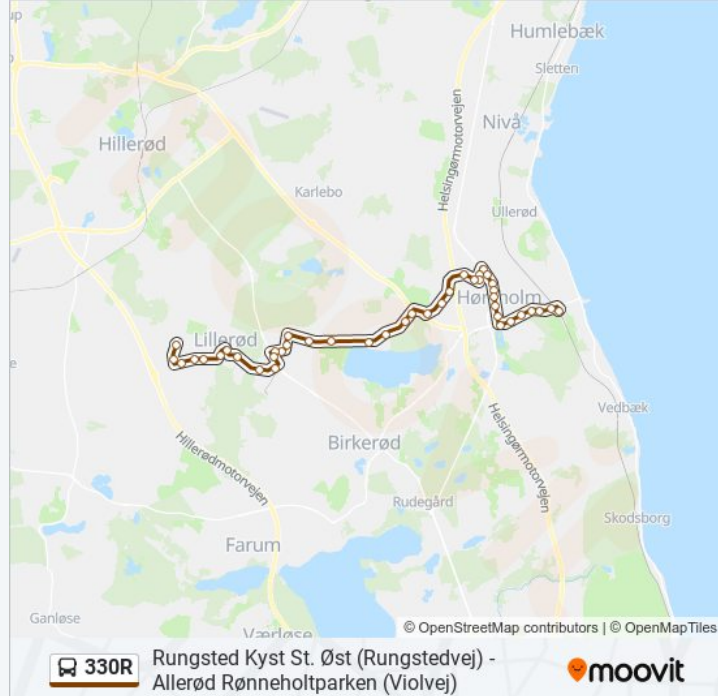 Humlebæk
Sletten
Nivå
Hillerød
Helsingørmotorvejen
Karlebo
Ullerød
Hørsholm
Lillerød
Vedbæk
Birkerød
Hillerødmotorvejen
Helsingørmotorvejen
Rudegård
Skodsborg
Farum
Ganløse
Værløse
© OpenStreetMap contributors | © OpenMapTiles
330R
Rungsted Kyst St. Øst (Rungstedvej) -
Allerød Rønneholtparken (Violvej)
moovit